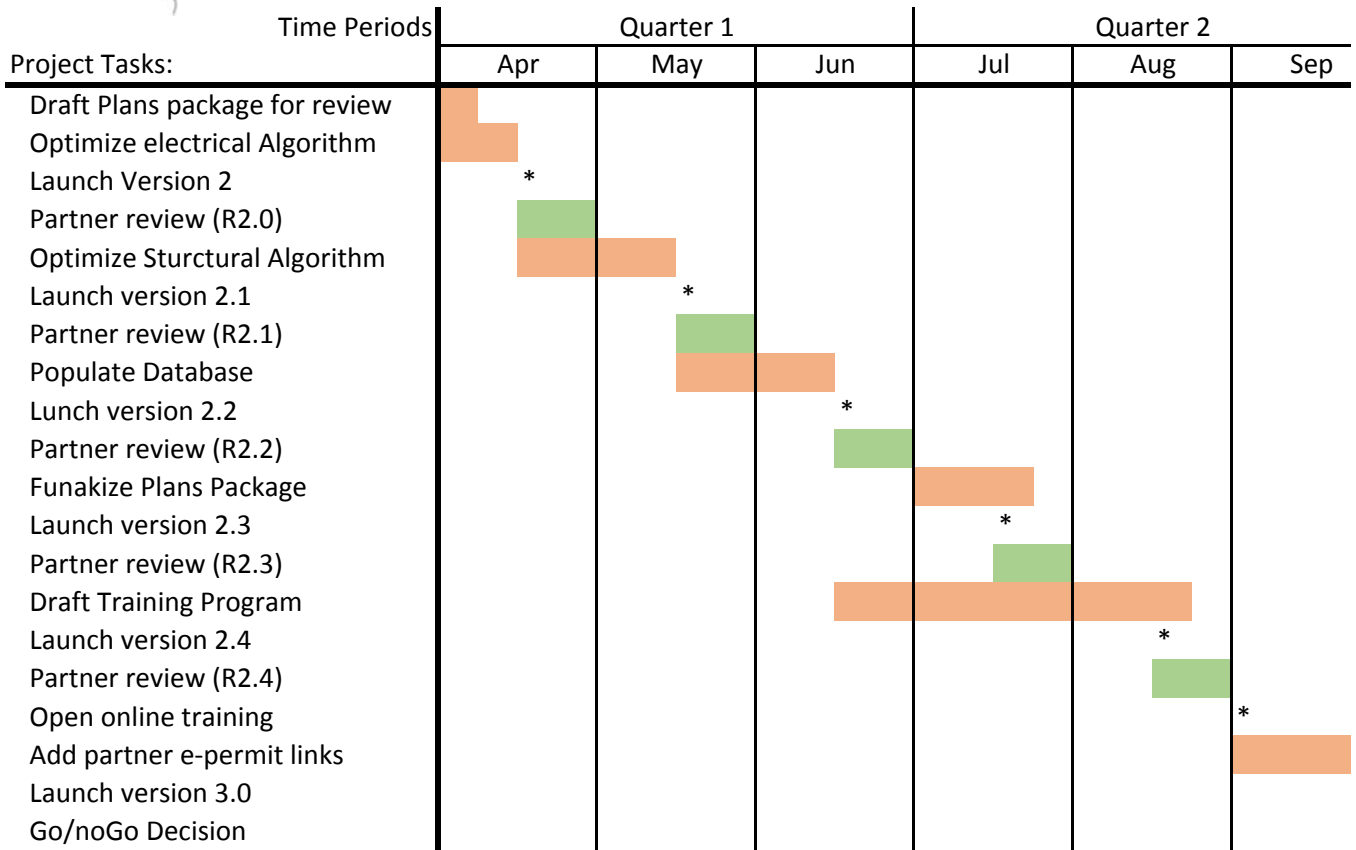 Time Periods Quarter 1 Quarter 2
Project Tasks: Apr May Jun Jul Aug Sep
Draft Plans package for review
Optimize electrical Algorithm
Launch Version 2 *
Partner review (R2.0)
Optimize Sturctural Algorithm
Launch version 2.1 *
Partner review (R2.1)
Populate Database
Lunch version 2.2 *
Partner review (R2.2)
Funakize Plans Package
Launch version 2.3 *
Partner review (R2.3)
Draft Training Program
Launch version 2.4 *
Partner review (R2.4)
Open online training *
Add partner e-permit links
Launch version 3.0
Go/noGo Decision